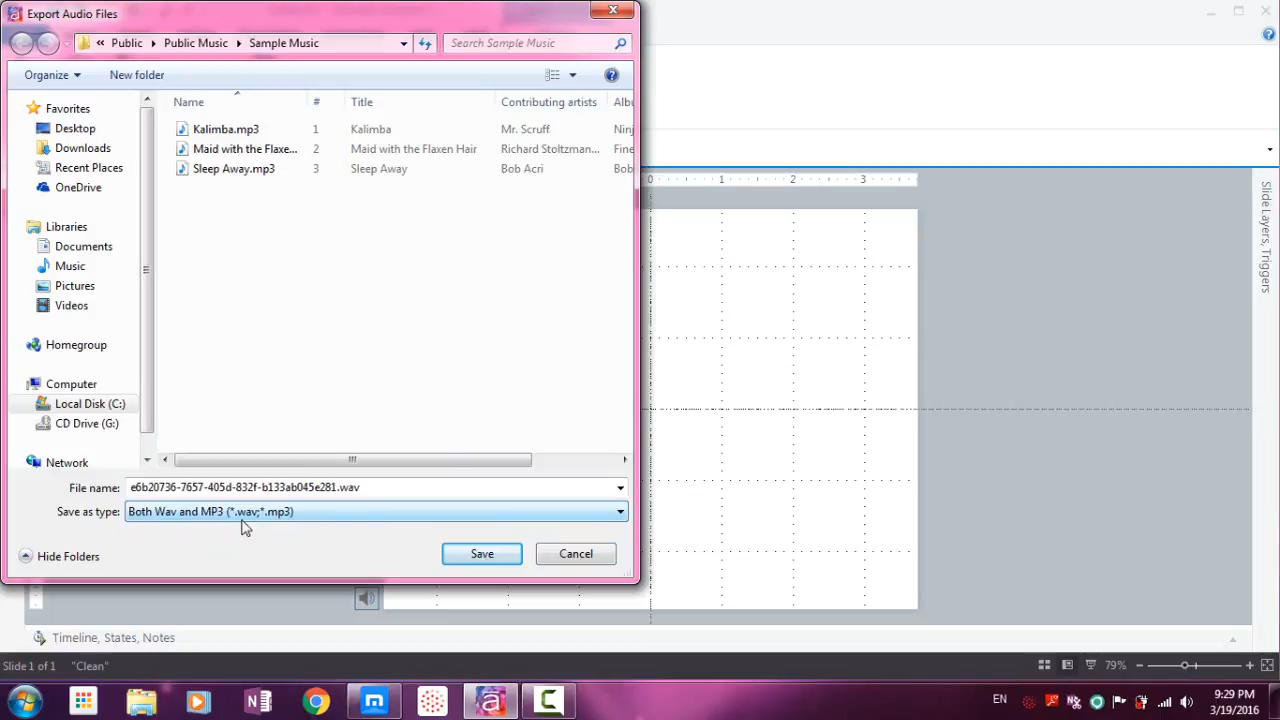 Export Audio Files
« Public Public Music Sample Music
Search Sample Music
Organize New folder
Name # Title Contributing artists Albu
Favorites
Desktop
Downloads
Recent Places
OneDrive
Libraries
Documents
Music
Pictures
Videos
Homegroup
Computer
Local Disk (C:)
CD Drive (G:)
Network
Kalimba.mp3 1 Kalimba Mr. Scruff Ninj
Maid with the Flaxe... 2 Maid with the Flaxen Hair Richard Stoltzman... Fine
Sleep Away.mp3 3 Sleep Away Bob Acri Bob
File name: e6b20736-7657-405d-832f-b133ab045e281.wav
Save as type: Both Wav and MP3 (*.wav;*.mp3)
Hide Folders Save Cancel
0 1 2 3
Slide Layers, Triggers
Timeline, States, Notes
Slide 1 of 1 "Clean" 79%
EN 9:29 PM
3/19/2016